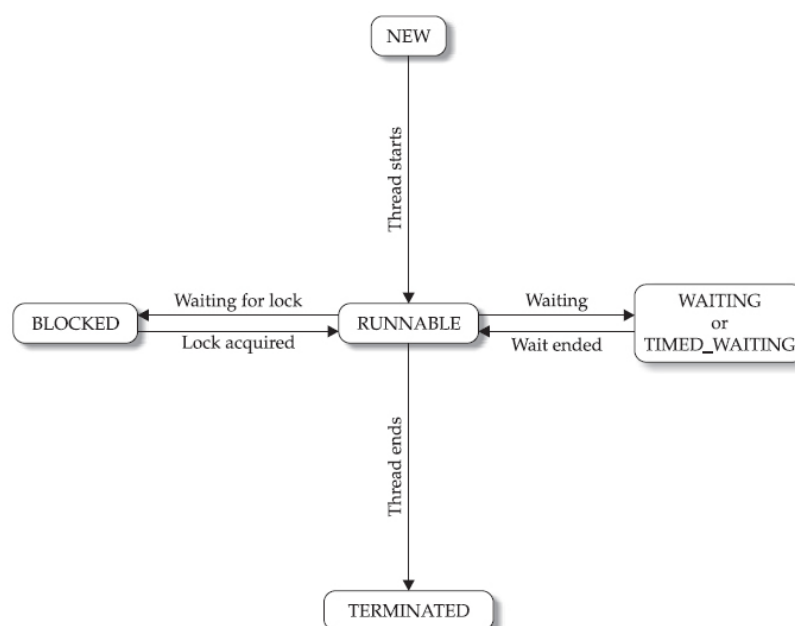 NEW
Thread starts
Waiting for lock
Waiting
BLOCKED
RUNNABLE
WAITING
or
TIMED_WAITING
Lock acquired
Wait ended
Thread ends
TERMINATED